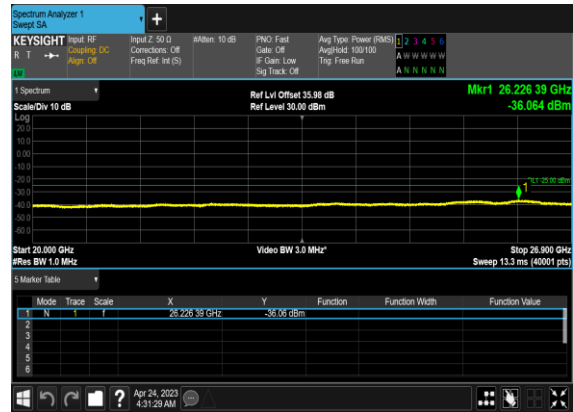 Spectrum Analyzer 1
Swept SA
KEYSIGHT
R T
Input: RF
Coupling: DC
Align: Off
Input Z: 50 Ω
Corrections: Off
Freq Ref: Int (S)
#Atten: 10 dB
PNO: Fast
Gate: Off
IF Gain: Low
Sig Track: Off
Avg Type: Power (RMS)
Avg|Hold: 100/100
Trig: Free Run
1 2 3 4 5 6
A W W W W W
A N N N N N
1 Spectrum
Scale/Div 10 dB
Ref Lvl Offset 35.98 dB
Ref Level 30.00 dBm
Mkr1 26.226 39 GHz
-36.064 dBm
Log
20.0
10.0
0.00
-10.0
-20.0
-30.0
-40.0
-50.0
-60.0
1
Start 20.000 GHz
#Res BW 1.0 MHz
Video BW 3.0 MHz*
Stop 26.900 GHz
Sweep 13.3 ms (40001 pts)
5 Marker Table
Mode Trace Scale X Y Function Function Width Function Value
1 N 1 f 26.226 39 GHz -36.06 dBm
2
3
4
5
6
?
Apr 24, 2023
4:31:29 AM